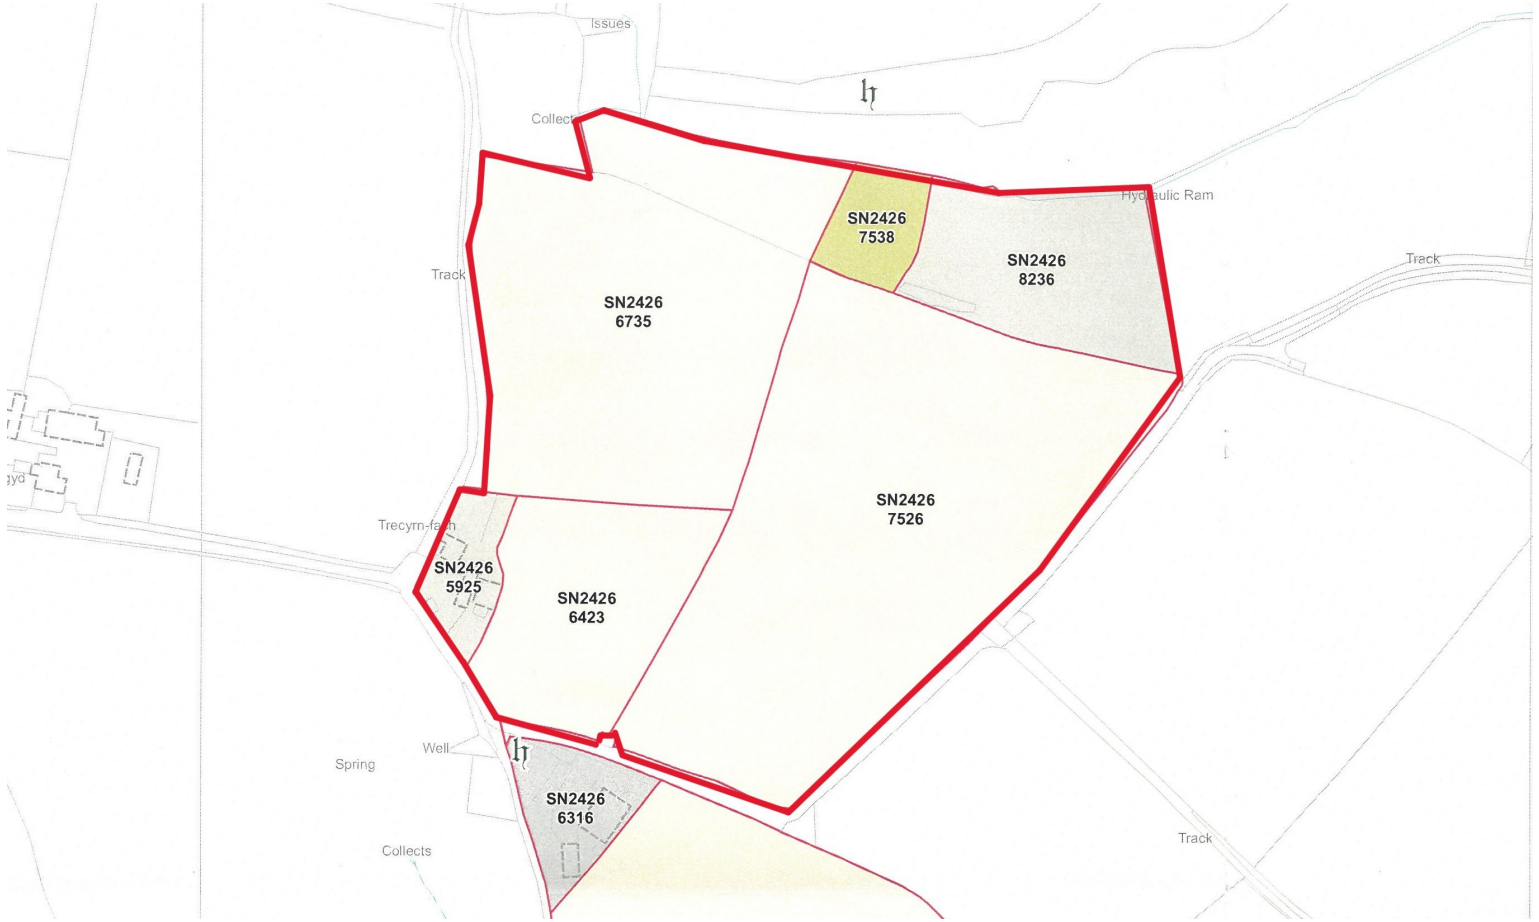 Issues
ɧ
Collect
Hydraulic Ram
SN2426
7538
Track
SN2426
8236
Track
SN2426
6735
gyd
SN2426
7526
Trecyrn-fach
SN2426
5925
SN2426
6423
Well
Spring
SN2426
6316
Track
Collects